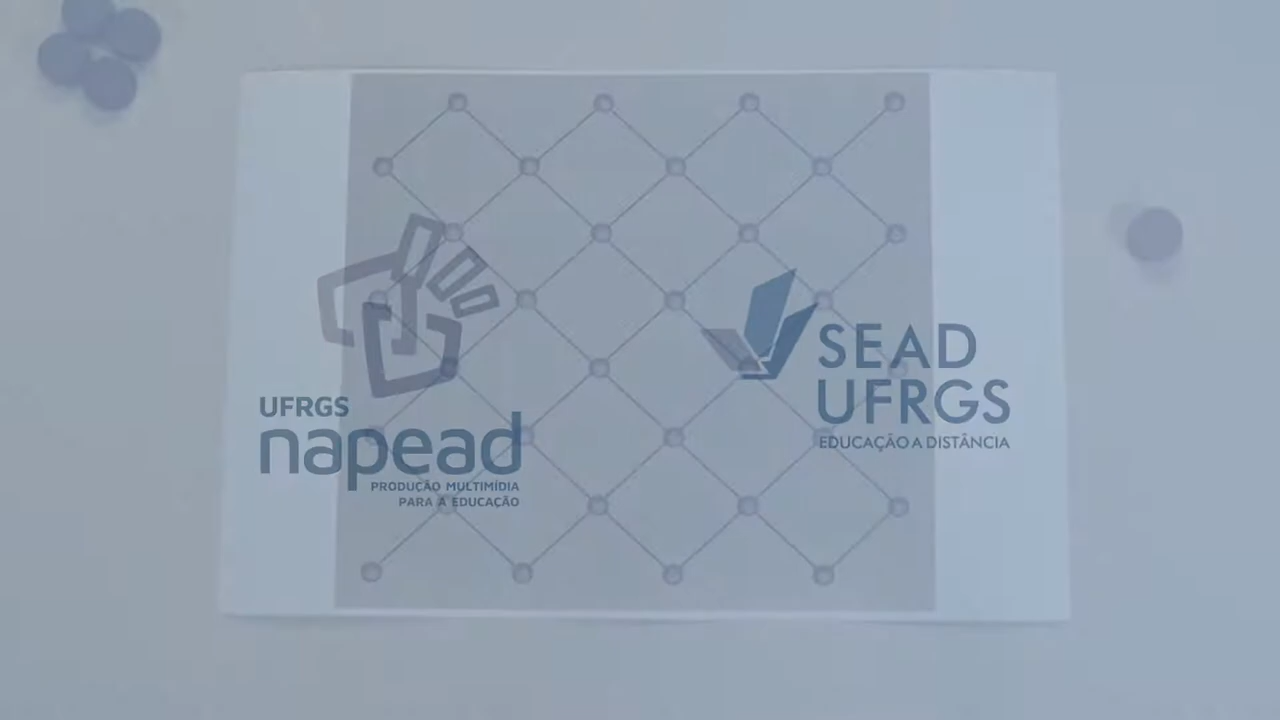 UFRGS
napead
PRODUÇÃO MULTIMÍDIA
PARA A EDUCAÇÃO
SEAD
UFRGS
EDUCAÇÃO A DISTÂNCIA